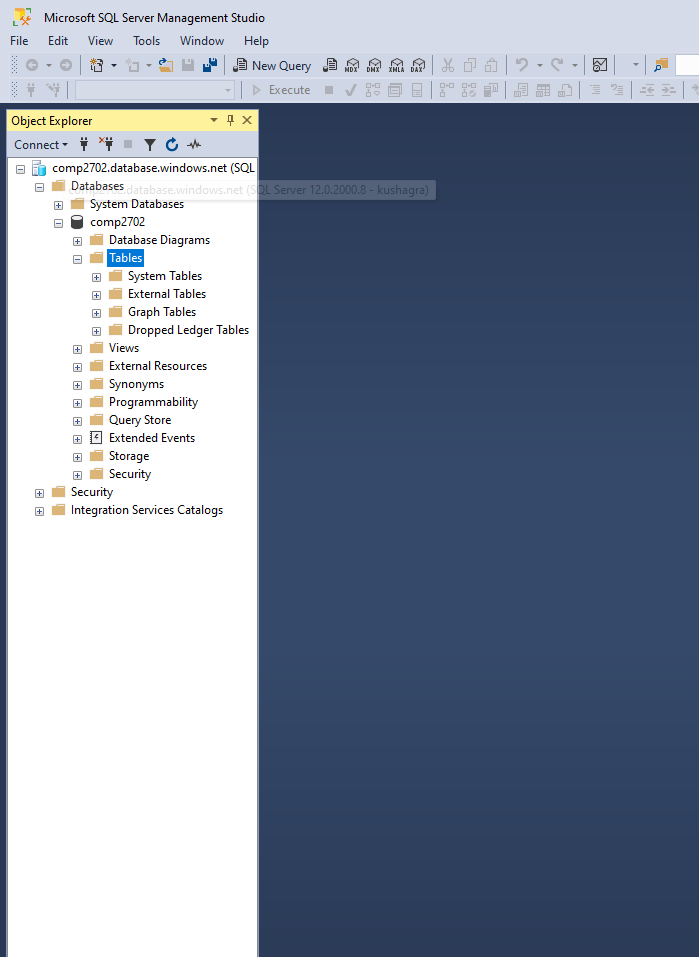 Microsoft SQL Server Management Studio
File Edit View Tools Window Help
New Query MDX DMX XMLA DAX
Execute
Object Explorer
Connect
comp2702.database.windows.net (SQL
Databases
comp2702.database.windows.net (SQL Server 12.0.2000.8 - kushagra)
System Databases
comp2702
Database Diagrams
Tables
System Tables
External Tables
Graph Tables
Dropped Ledger Tables
Views
External Resources
Synonyms
Programmability
Query Store
Extended Events
Storage
Security
Security
Integration Services Catalogs